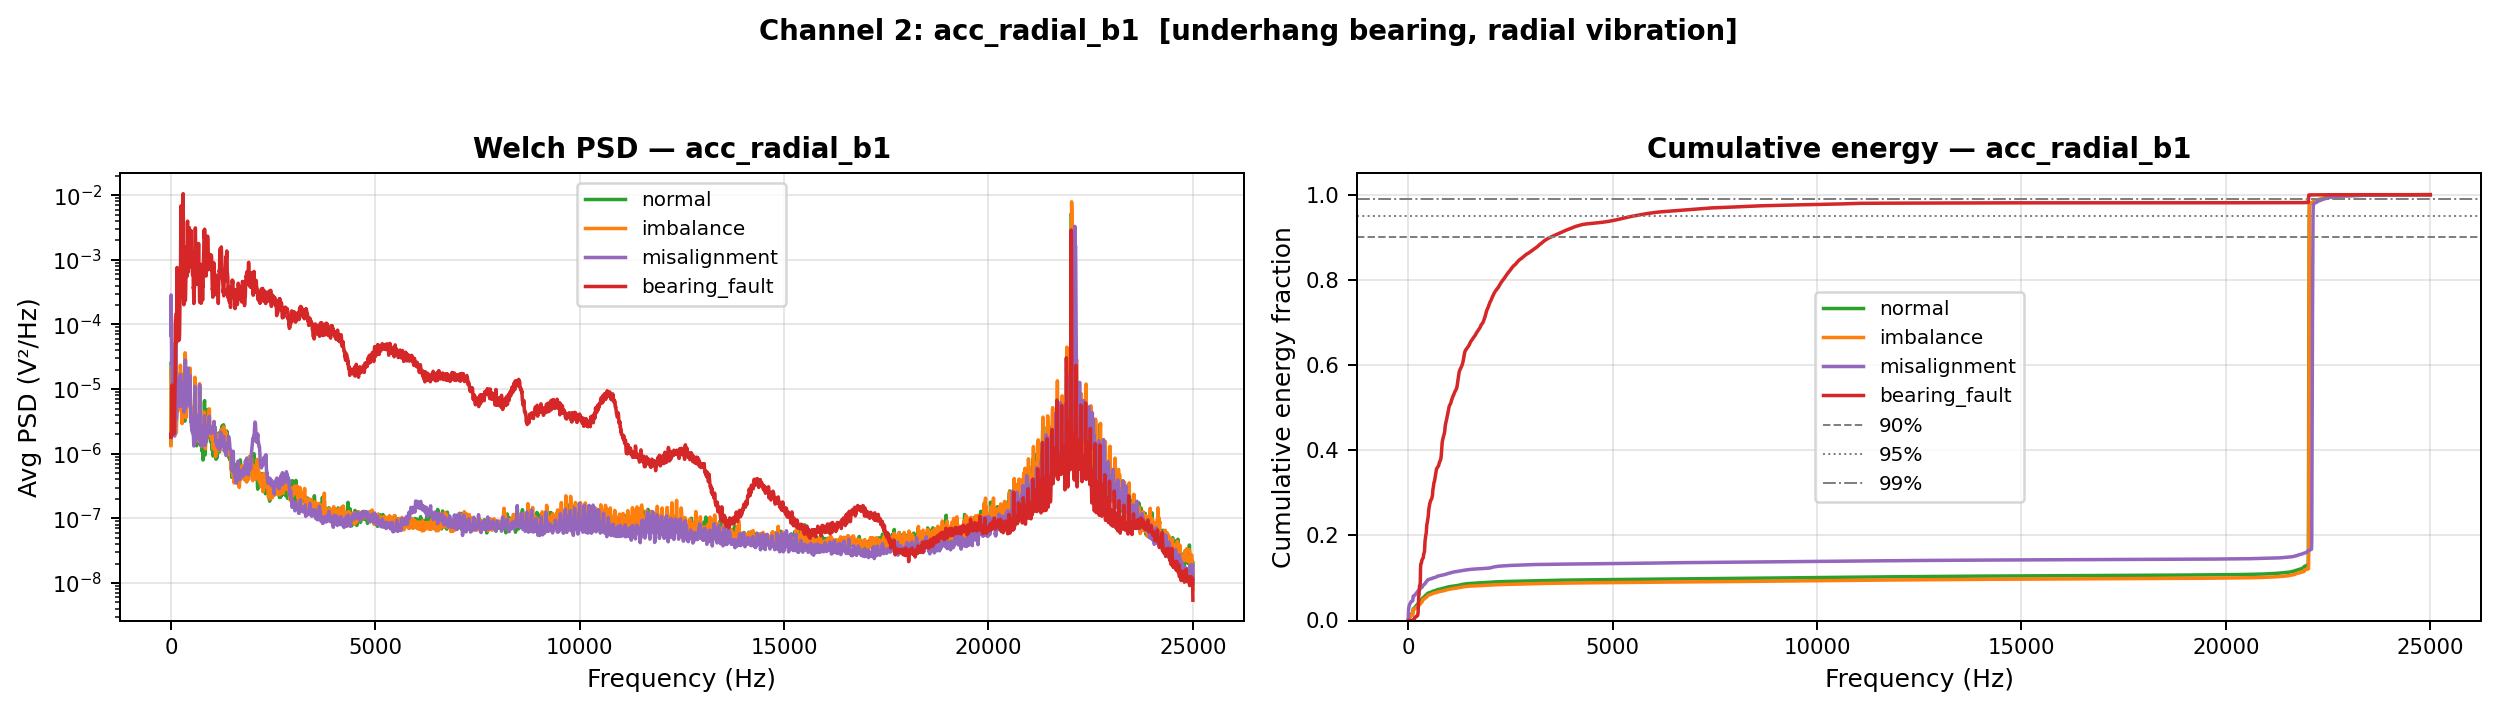 Channel 2: acc_radial_b1  [underhang bearing, radial vibration]
Welch PSD — acc_radial_b1
Avg PSD (V²/Hz)
10⁻²
10⁻³
10⁻⁴
10⁻⁵
10⁻⁶
10⁻⁷
10⁻⁸
normal
imbalance
misalignment
bearing_fault
0 5000 10000 15000 20000 25000
Frequency (Hz)
Cumulative energy — acc_radial_b1
Cumulative energy fraction
1.0
0.8
0.6
0.4
0.2
0.0
normal
imbalance
misalignment
bearing_fault
90%
95%
99%
0 5000 10000 15000 20000 25000
Frequency (Hz)